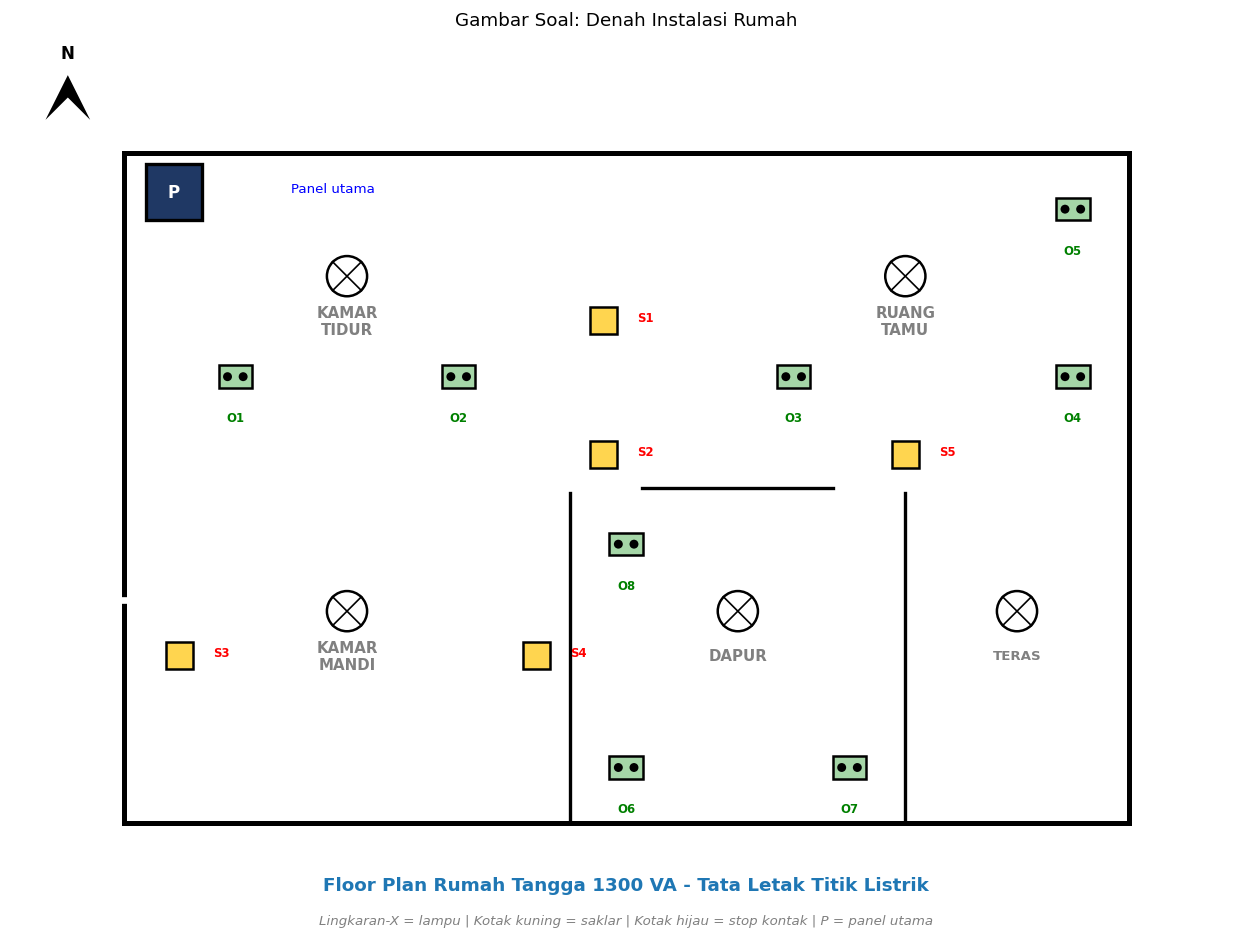 Gambar Soal: Denah Instalasi Rumah
N
P
Panel utama
O5
KAMAR
TIDUR
S1
RUANG
TAMU
O1
O2
O3
O4
S2
S5
O8
S3
KAMAR
MANDI
S4
DAPUR
TERAS
O6
O7
Floor Plan Rumah Tangga 1300 VA - Tata Letak Titik Listrik
Lingkaran-X = lampu | Kotak kuning = saklar | Kotak hijau = stop kontak | P = panel utama